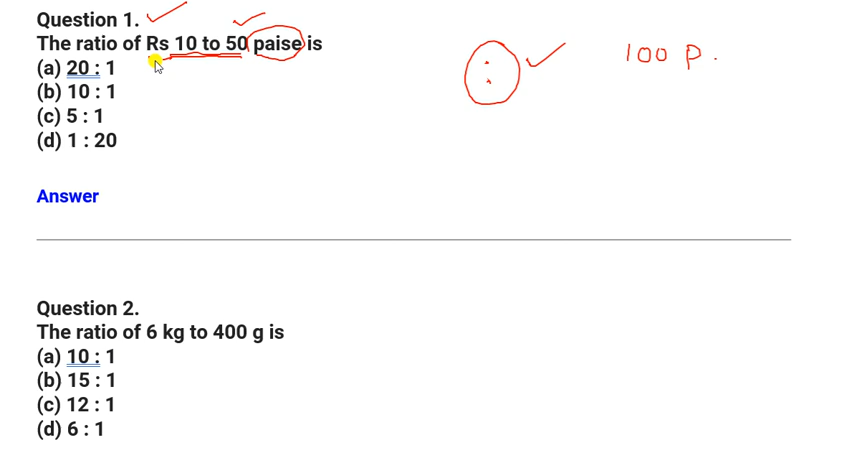 Question 1.
The ratio of Rs 10 to 50 paise is
(a) 20 : 1
(b) 10 : 1
(c) 5 : 1
(d) 1 : 20
: 100 p.
Answer
Question 2.
The ratio of 6 kg to 400 g is
(a) 10 : 1
(b) 15 : 1
(c) 12 : 1
(d) 6 : 1